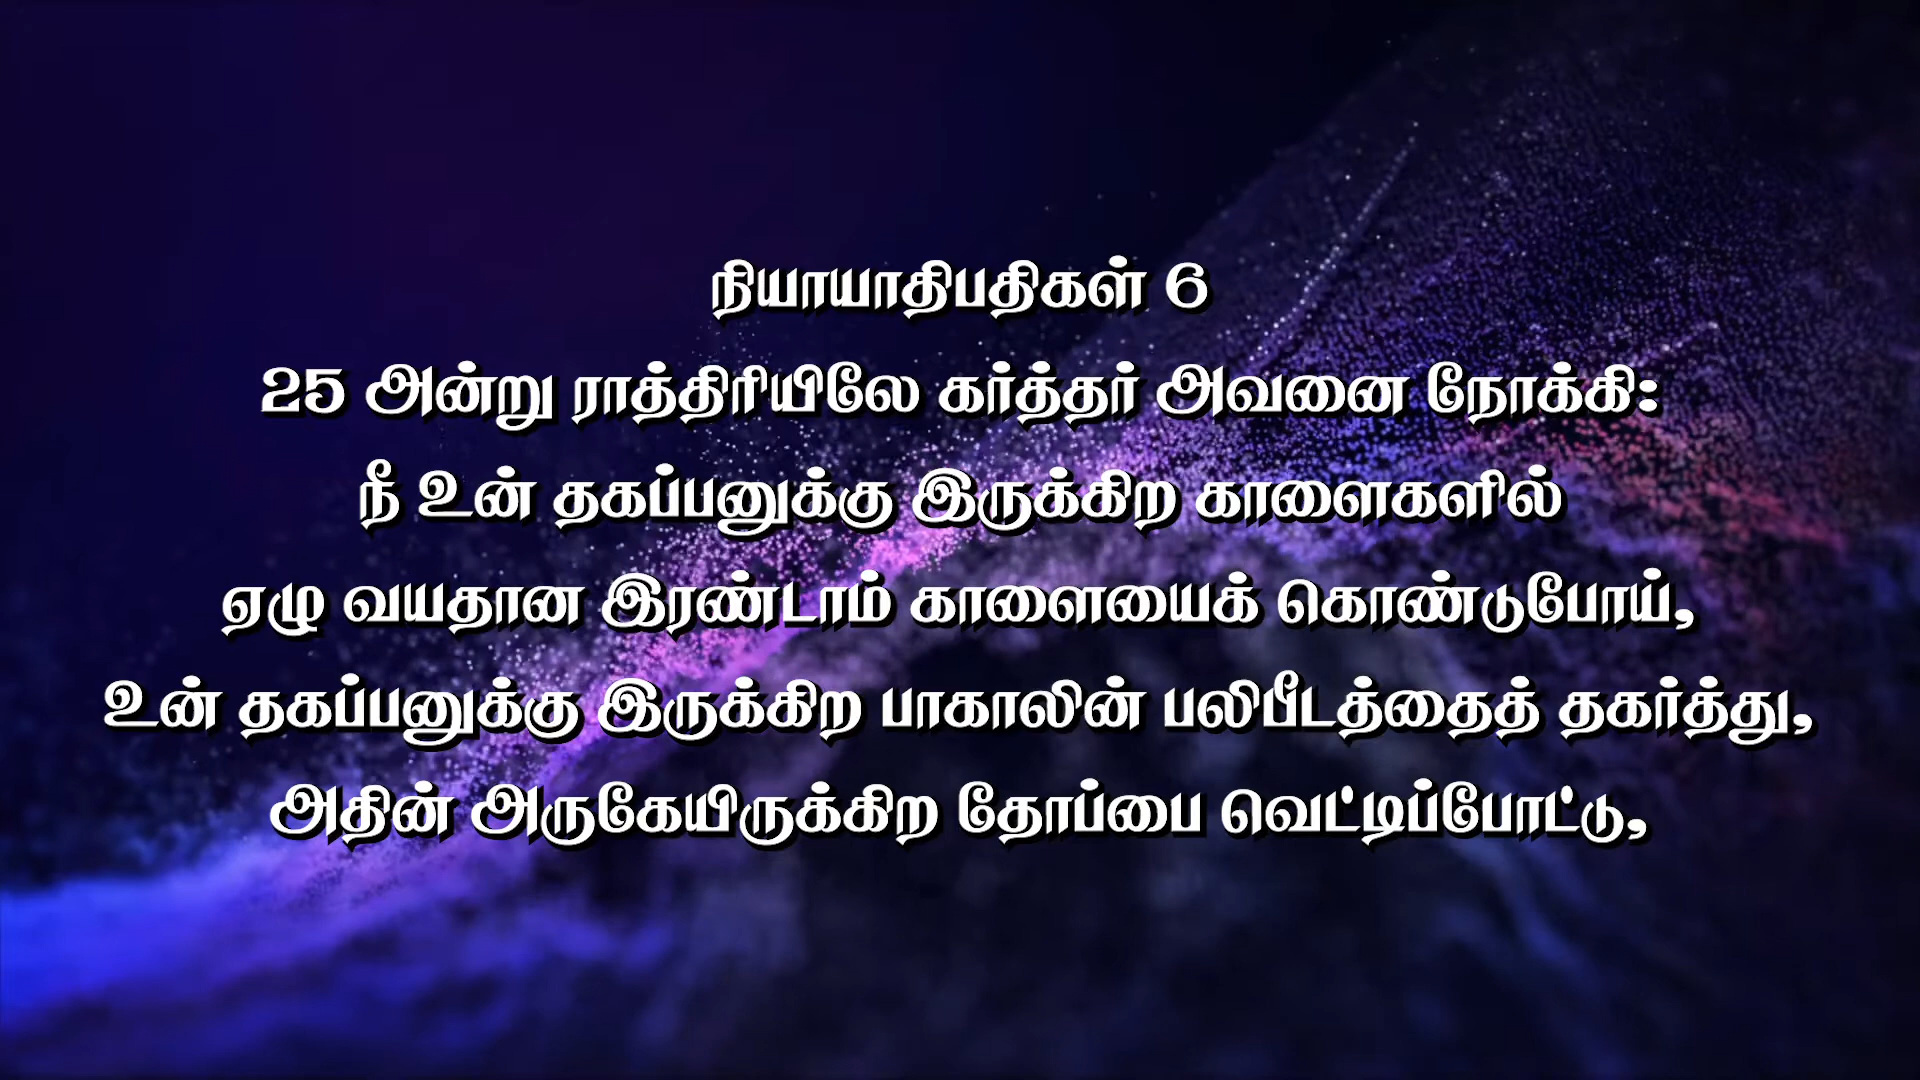 நியாயாதிபதிகள் 6
25 அன்று ராத்திரியிலே கர்த்தர் அவனை நோக்கி:
நீ உன் தகப்பனுக்கு இருக்கிற காளைகளில்
ஏழு வயதான இரண்டாம் காளையைக் கொண்டுபோய்,
உன் தகப்பனுக்கு இருக்கிற பாகாலின் பலிபீடத்தைத் தகர்த்து,
அதின் அருகேயிருக்கிற தோப்பை வெட்டிப்போட்டு,